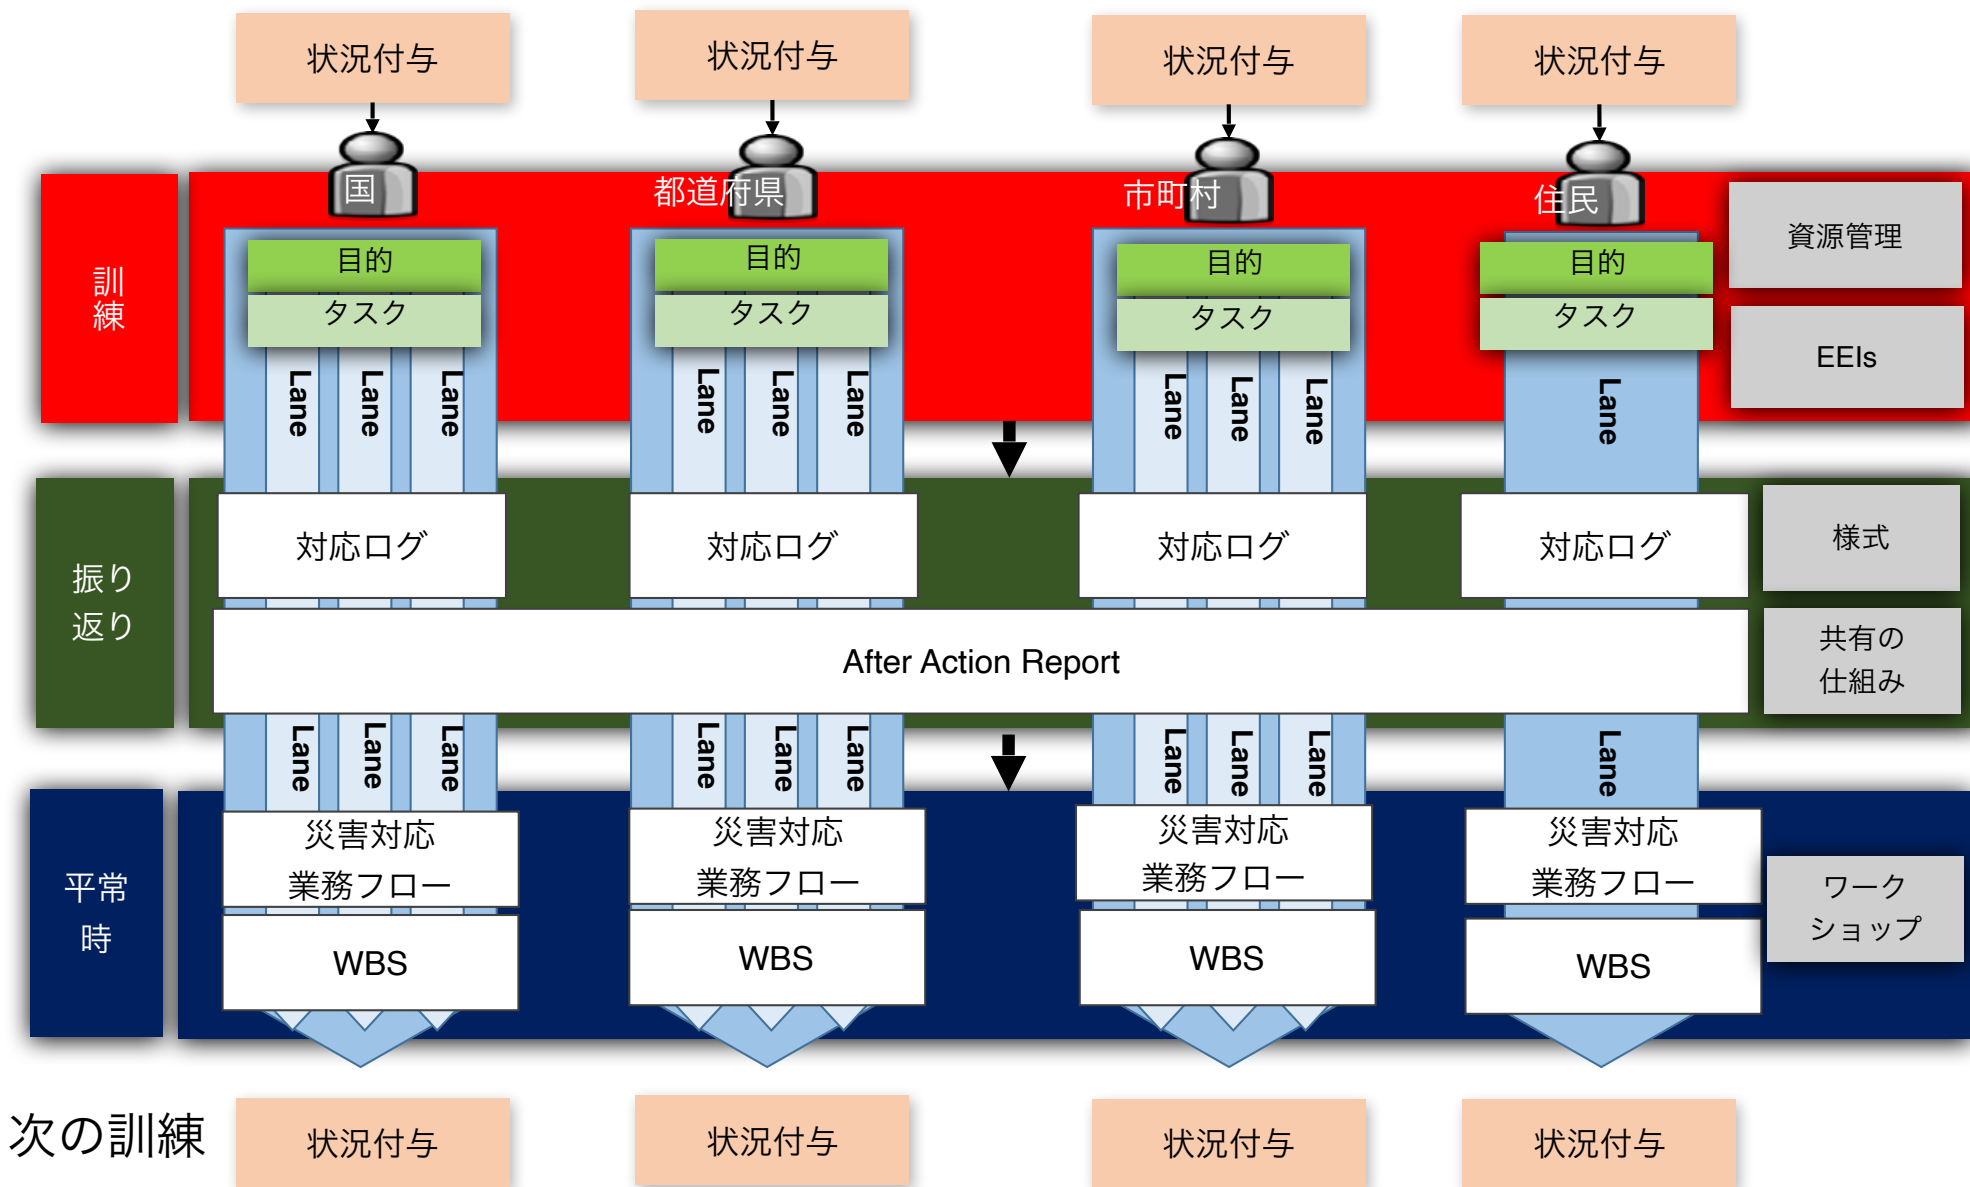 状況付与
状況付与
状況付与
状況付与
国
都道府県
市町村
住民
訓
練
目的
目的
目的
目的
タスク
タスク
タスク
タスク
資源管理
EEIs
Lane
Lane
Lane
Lane
Lane
Lane
Lane
Lane
Lane
Lane
振り
返り
対応ログ
対応ログ
対応ログ
対応ログ
様式
After Action Report
共有の
仕組み
Lane
Lane
Lane
Lane
Lane
Lane
Lane
Lane
Lane
Lane
平常
時
災害対応
業務フロー
災害対応
業務フロー
災害対応
業務フロー
災害対応
業務フロー
ワーク
ショップ
WBS
WBS
WBS
WBS
次の訓練
状況付与
状況付与
状況付与
状況付与